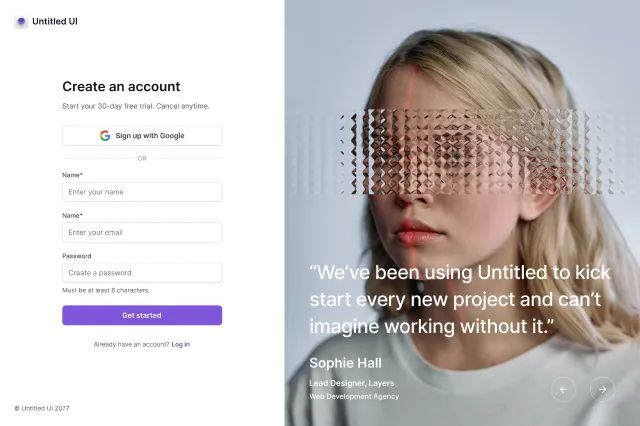 Untitled UI
Create an account
Start your 30-day free trial. Cancel anytime.
Sign up with Google
OR
Name*
Enter your name
Name*
Enter your email
Password
Create a password
Must be at least 8 characters.
Get started
Already have an account? Log in
© Untitled UI 2077
“We’ve been using Untitled to kick
start every new project and can’t
imagine working without it.”
Sophie Hall
Lead Designer, Layers
Web Development Agency